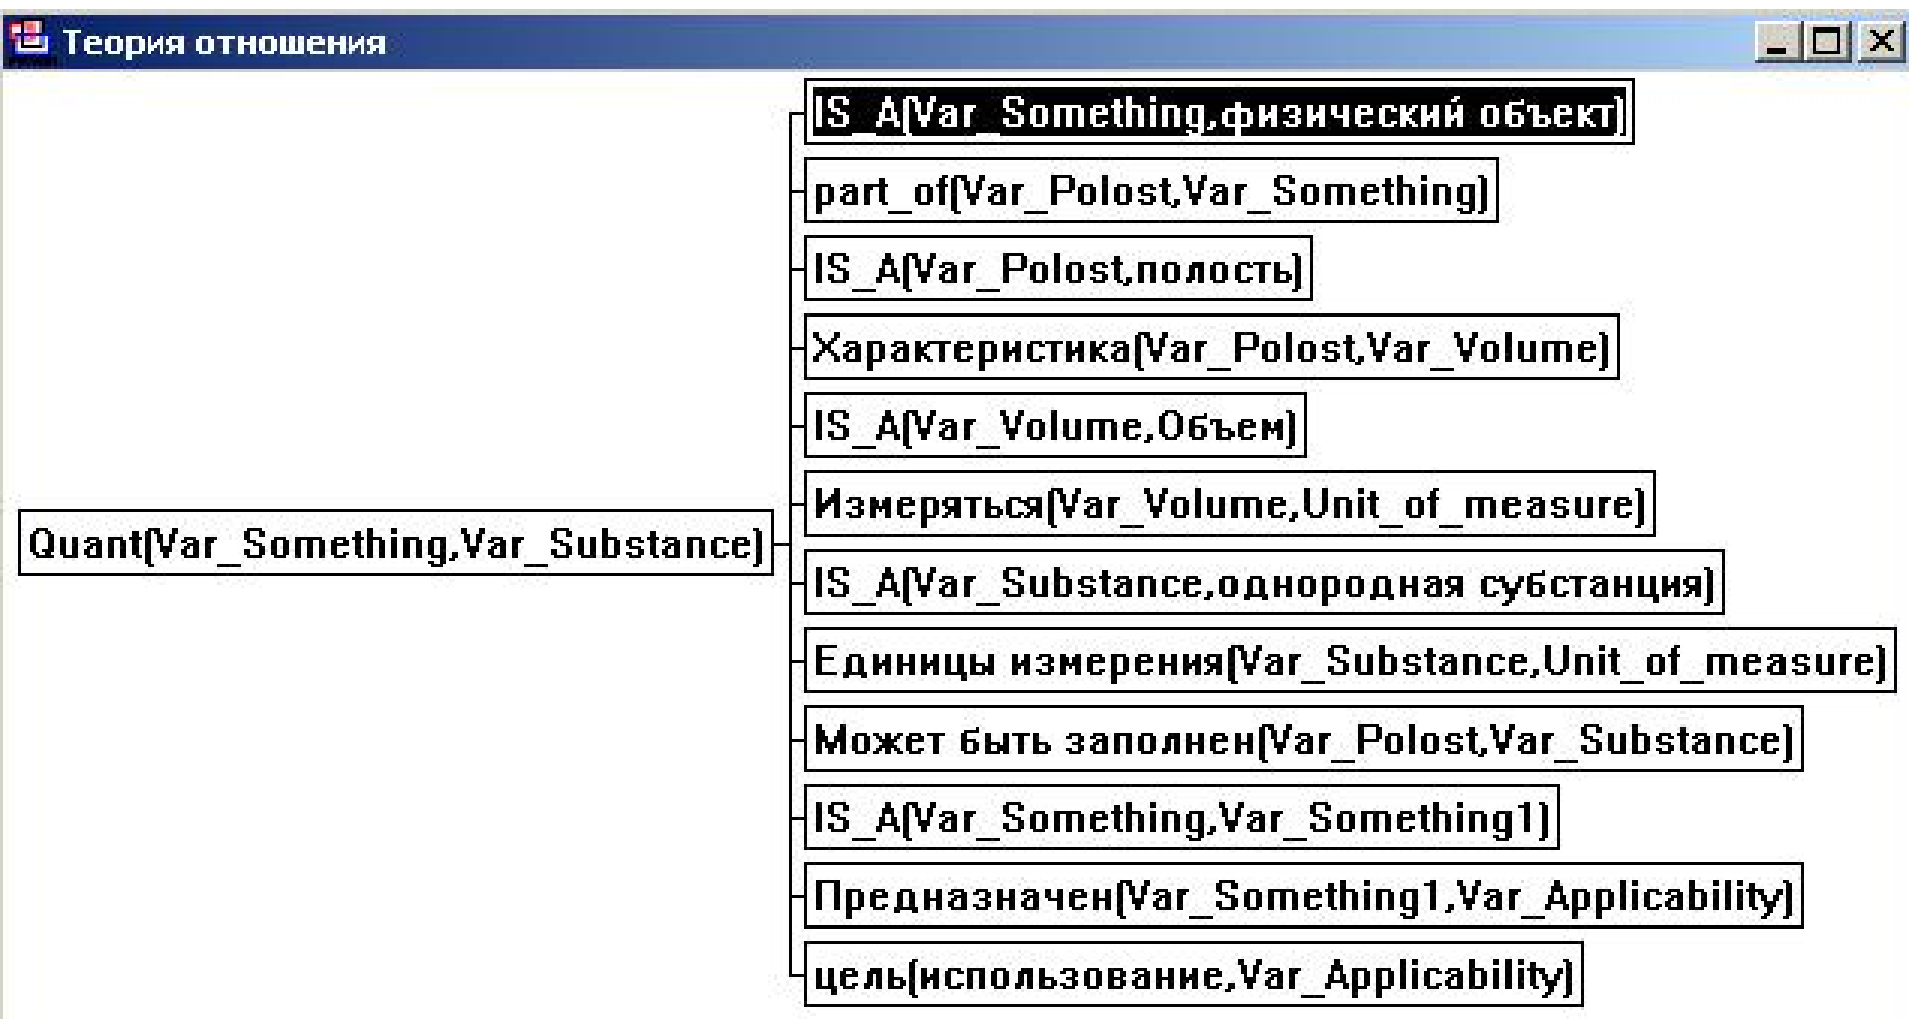 Теория отношения
IS_A(Var_Something,физический объект)
part_of(Var_Polost,Var_Something)
IS_A(Var_Polost,полость)
Характеристика(Var_Polost,Var_Volume)
IS_A(Var_Volume,Объем)
Измеряться(Var_Volume,Unit_of_measure)
Quant(Var_Something,Var_Substance)
IS_A(Var_Substance,однородная субстанция)
Единицы измерения(Var_Substance,Unit_of_measure)
Может быть заполнен(Var_Polost,Var_Substance)
IS_A(Var_Something,Var_Something1)
Предназначен(Var_Something1,Var_Applicability)
цель(использование,Var_Applicability)